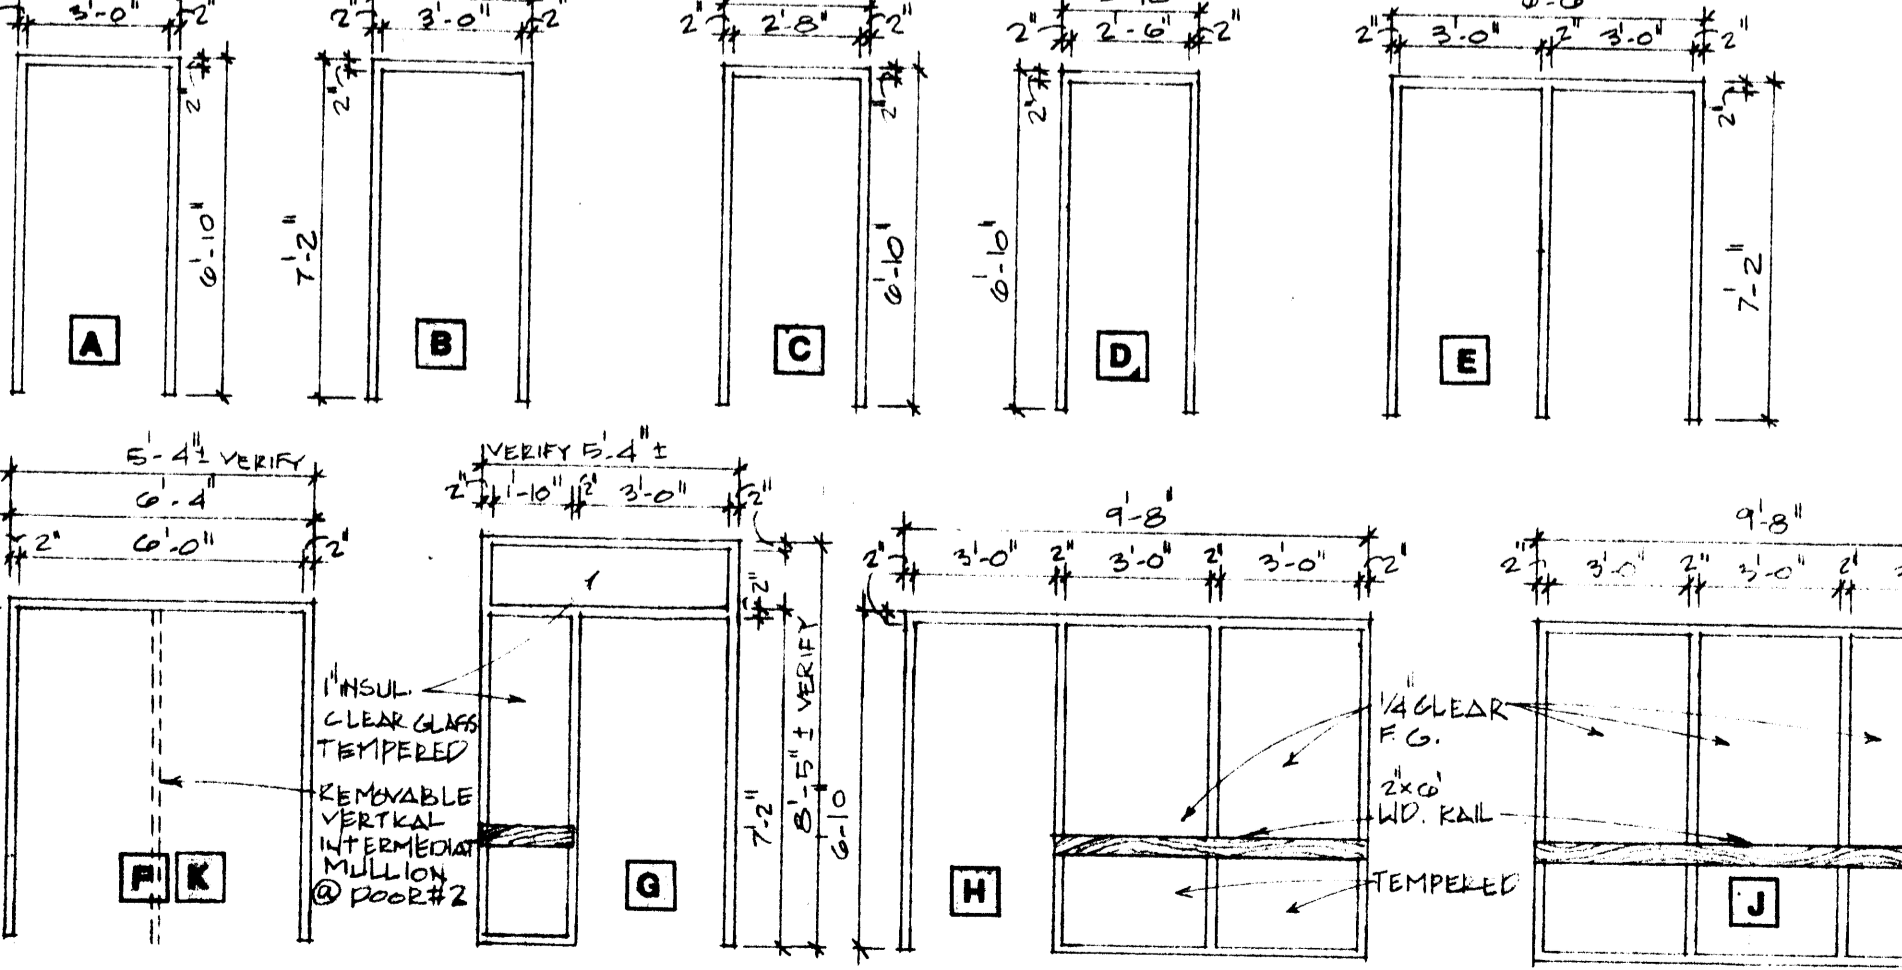 3'-0" 2"
2" 3'-0" 2"
2" 2'-8" 2"
2" 2'-6" 2"
2" 3'-0" 2" 3'-0" 2"
2"
6'-10"
A
7'-2"
2"
B
2"
6'-10"
C
6'-10"
2"
D
2"
7'-2"
E
5'-4"± VERIFY
6'-4"
2" 6'-0" 2"
F K
1" INSUL.
CLEAR GLASS
TEMPERED
REMOVABLE
VERTICAL
INTERMEDIAT
MULLION
@ DOOR #2
VERIFY 5'-4"±
2" 1'-10" 2" 3'-0" 2"
1
2"
7'-2"
8'-5" ± VERIFY
G
9'-8"
2" 3'-0" 2" 3'-0" 2" 3'-0" 2"
6'-10
H
1/4" CLEAR
F.G.
2"x6"
WD. RAIL
TEMPERED
9'-8"
2" 3'-0" 2" 3'-0" 2"
J